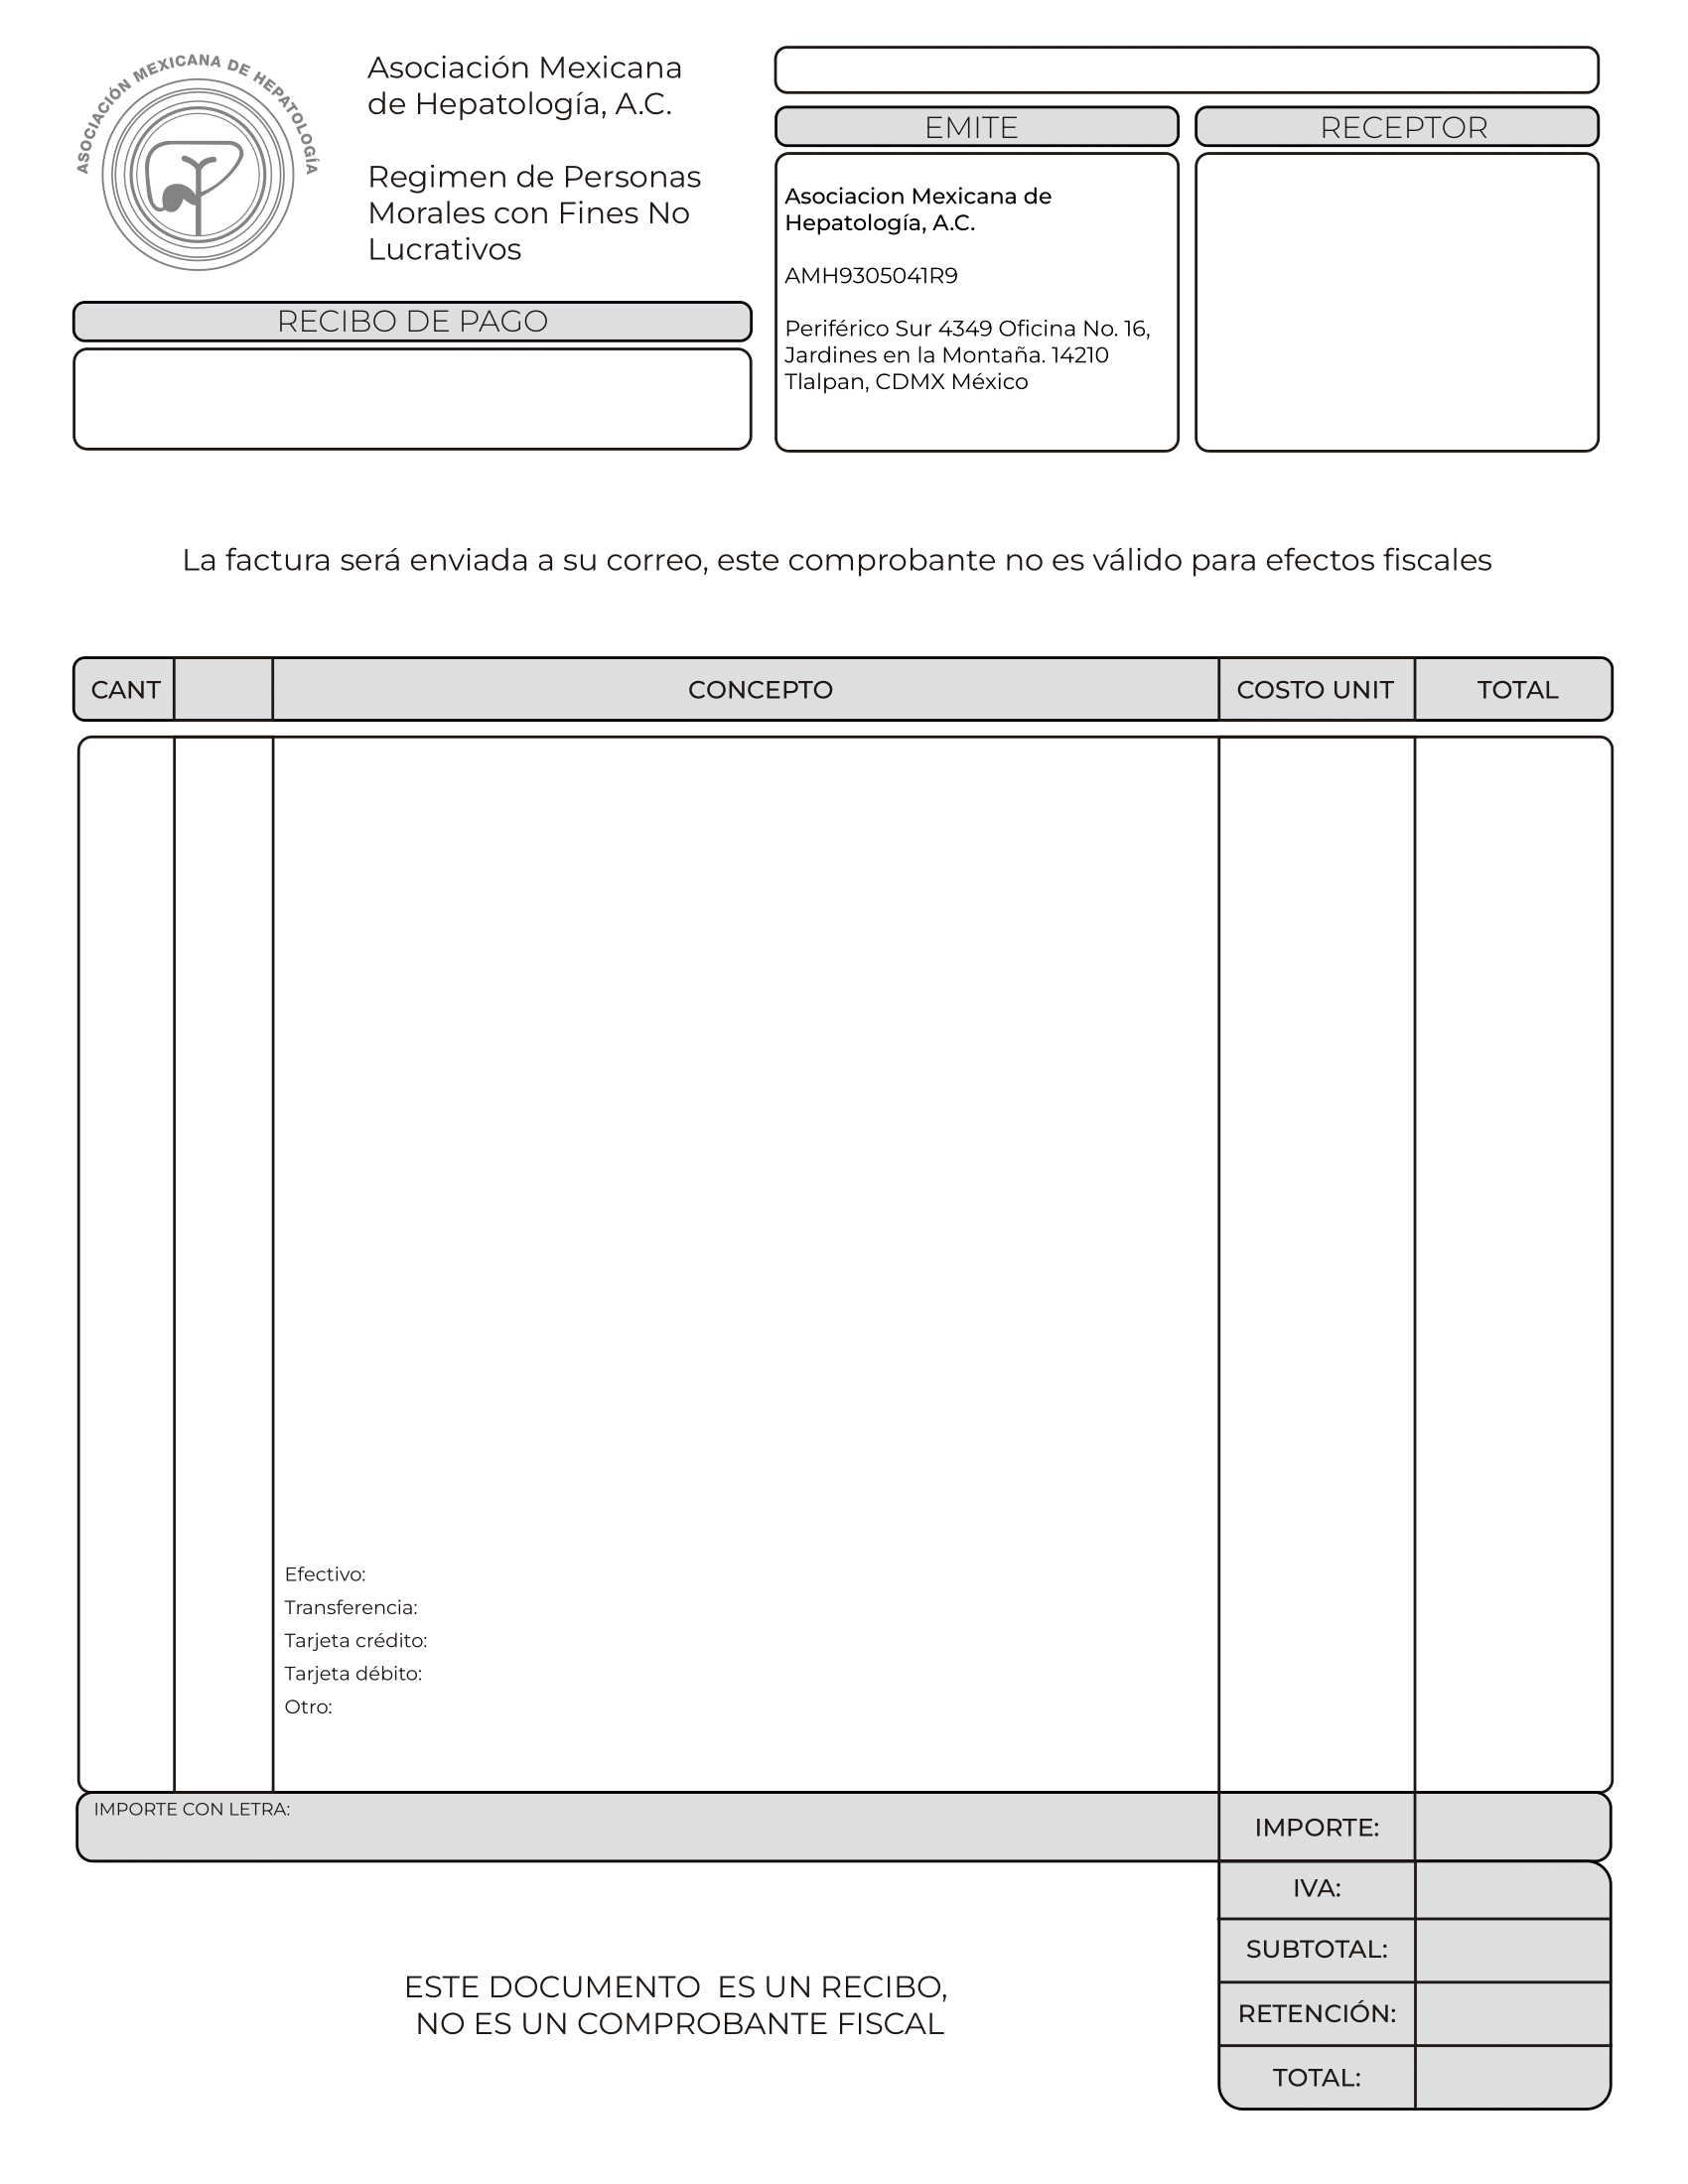 ASOCIACIÓN MEXICANA DE HEPATOLOGÍA
Asociación Mexicana
de Hepatología, A.C.
Regimen de Personas
Morales con Fines No
Lucrativos
RECIBO DE PAGO
EMITE
RECEPTOR
Asociacion Mexicana de
Hepatología, A.C.
AMH9305041R9
Periférico Sur 4349 Oficina No. 16,
Jardines en la Montaña. 14210
Tlalpan, CDMX México
La factura será enviada a su correo, este comprobante no es válido para efectos fiscales
CANT CONCEPTO COSTO UNIT TOTAL
Efectivo:
Transferencia:
Tarjeta crédito:
Tarjeta débito:
Otro:
IMPORTE CON LETRA:
IMPORTE:
IVA:
SUBTOTAL:
RETENCIÓN:
TOTAL:
ESTE DOCUMENTO  ES UN RECIBO,
NO ES UN COMPROBANTE FISCAL